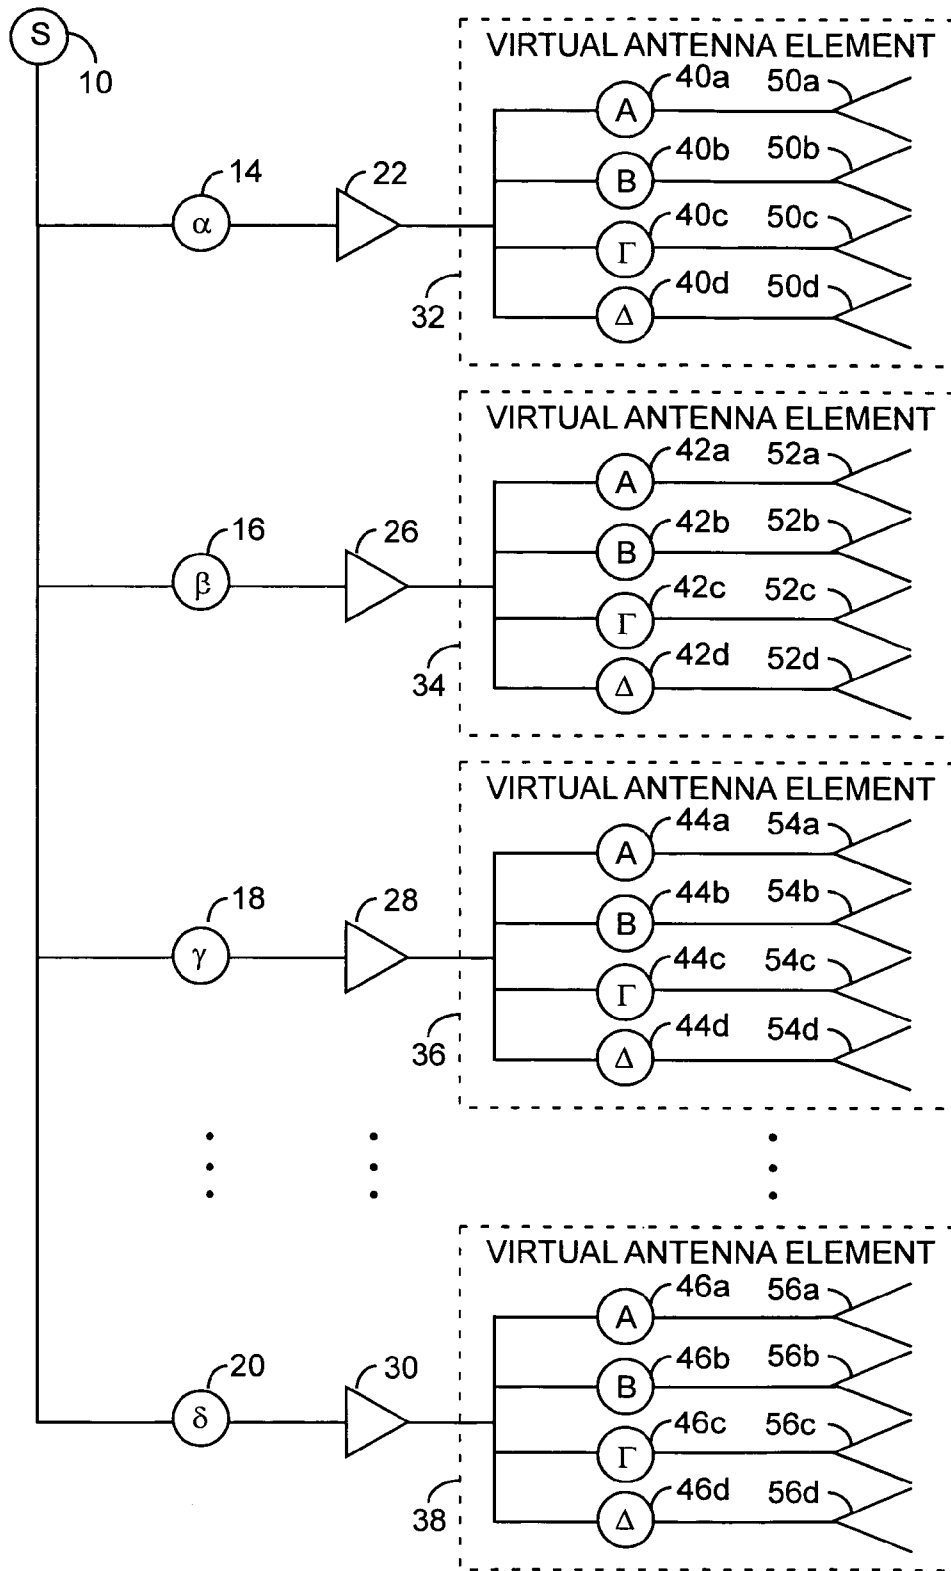 S
10
VIRTUAL ANTENNA ELEMENT
40a 50a
A
40b 50b
B
14 22
α
40c 50c
Γ
40d 50d
Δ
32
VIRTUAL ANTENNA ELEMENT
42a 52a
A
42b 52b
B
16 26
β
42c 52c
Γ
42d 52d
Δ
34
VIRTUAL ANTENNA ELEMENT
44a 54a
A
44b 54b
B
18 28
γ
44c 54c
Γ
44d 54d
Δ
36
VIRTUAL ANTENNA ELEMENT
46a 56a
A
46b 56b
B
20 30
δ
46c 56c
Γ
46d 56d
Δ
38